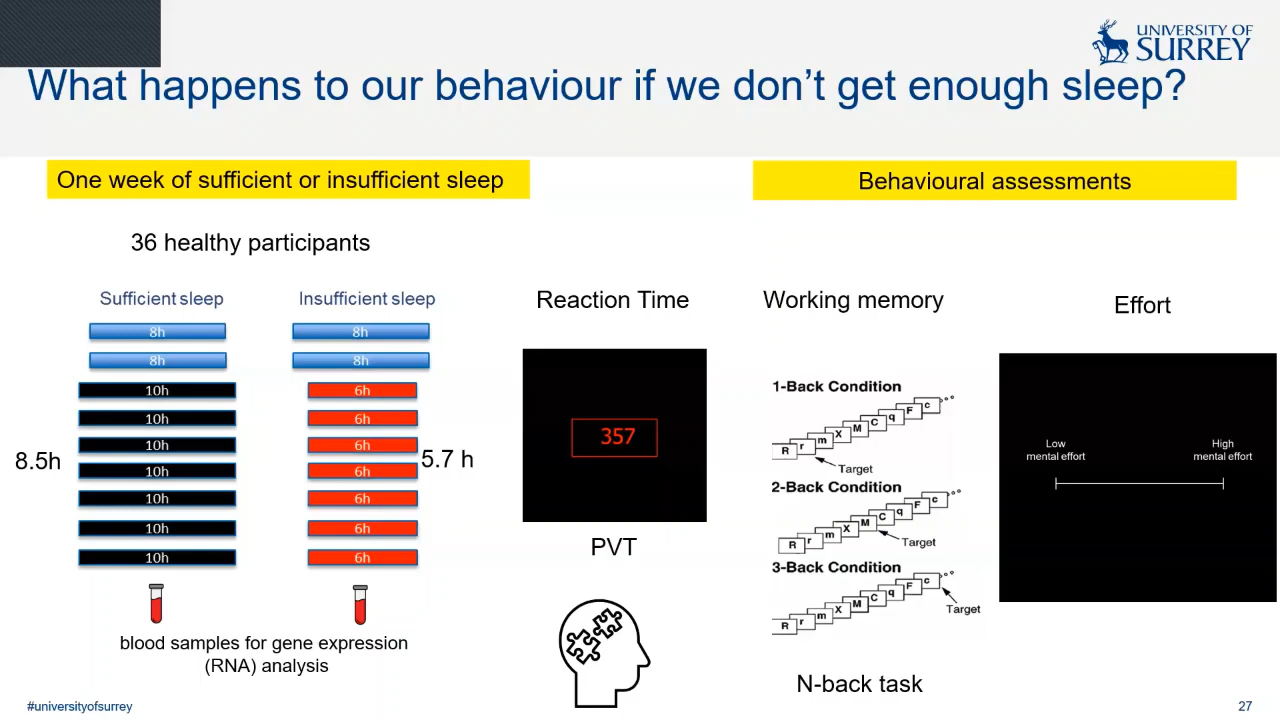 UNIVERSITY OF
SURREY
What happens to our behaviour if we don't get enough sleep?
One week of sufficient or insufficient sleep
Behavioural assessments
36 healthy participants
Sufficient sleep
Insufficient sleep
8h
8h
8h
8h
10h
6h
10h
6h
10h
6h
10h
6h
10h
6h
10h
6h
10h
6h
8.5h
5.7 h
blood samples for gene expression
(RNA) analysis
Reaction Time
357
PVT
Working memory
1-Back Condition
R r m X M C q F c
Target
2-Back Condition
R r m X M C q F c
Target
3-Back Condition
R r m X M C q F c
Target
N-back task
Effort
Low
mental effort
High
mental effort
#universityofsurrey
27